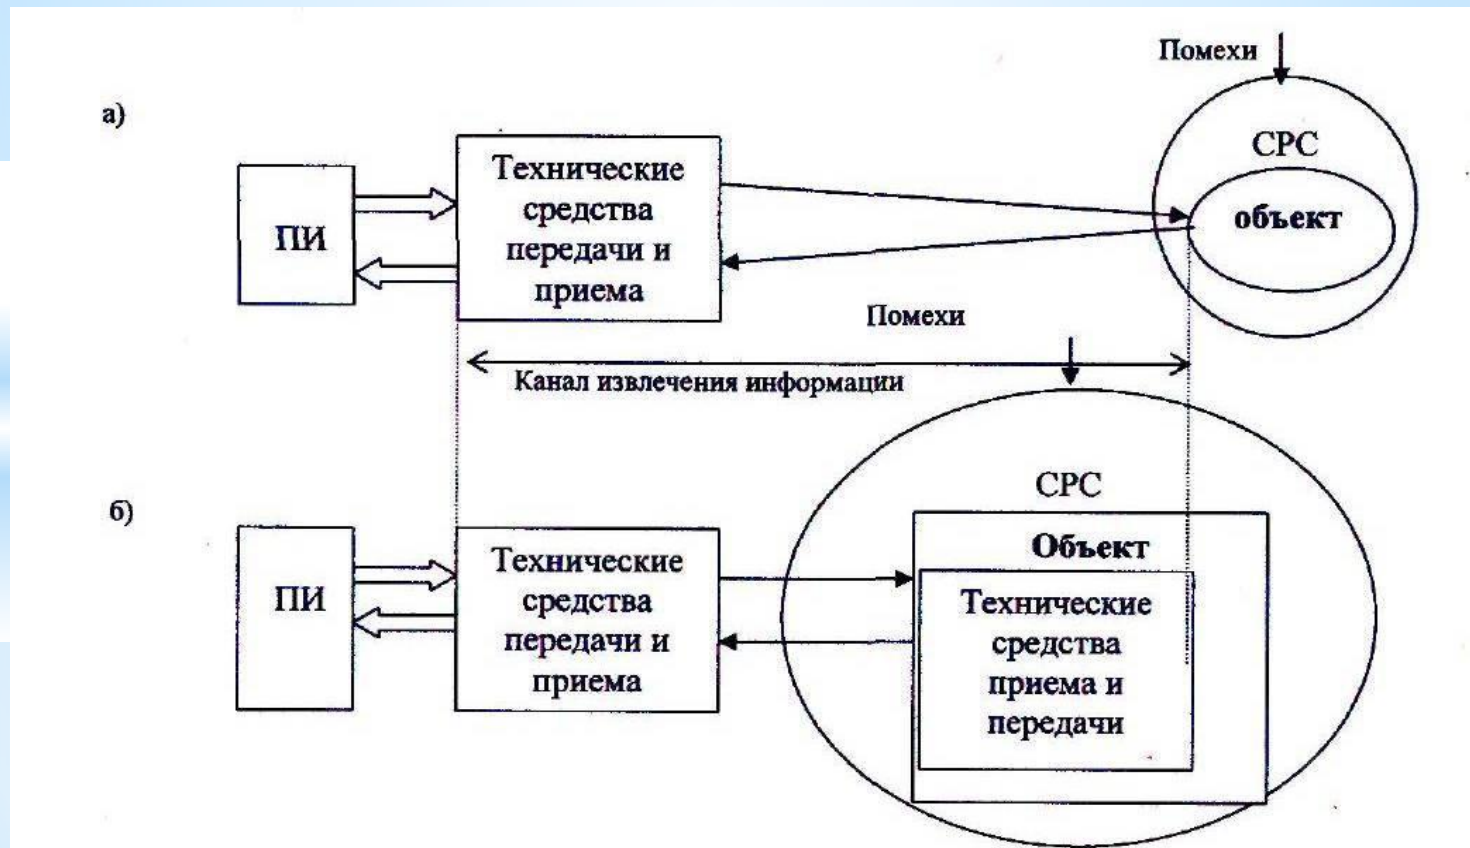 Помехи
а)
СРС
ПИ
Технические
средства
передачи и
приема
объект
Помехи
Канал извлечения информации
б)
СРС
ПИ
Технические
средства
передачи и
приема
Объект
Технические
средства
приема и
передачи